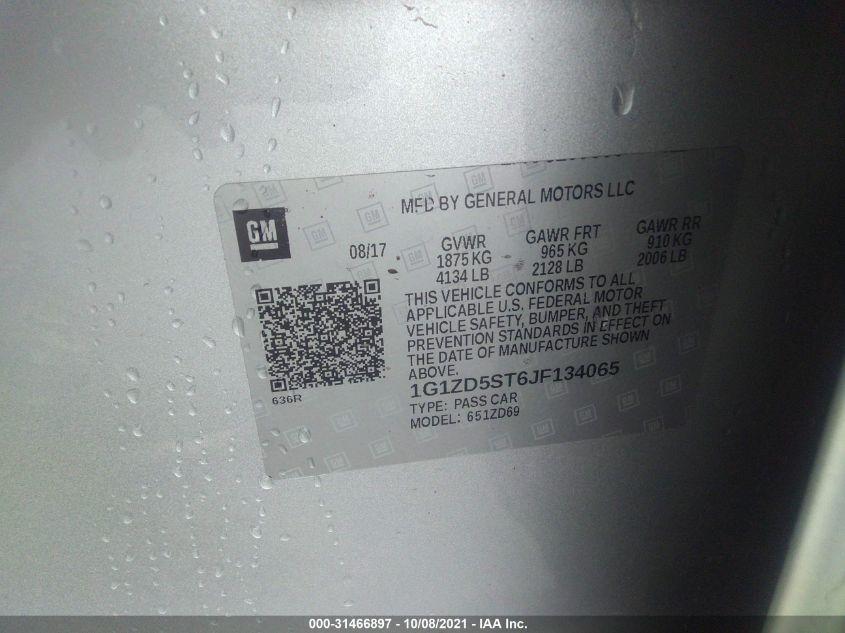 MFD BY GENERAL MOTORS LLC
GM
08/17
GVWR GAWR FRT GAWR RR
1875 KG 965 KG 910 KG
4134 LB 2128 LB 2006 LB
THIS VEHICLE CONFORMS TO ALL
APPLICABLE U.S. FEDERAL MOTOR
VEHICLE SAFETY, BUMPER, AND THEFT
PREVENTION STANDARDS IN EFFECT ON
THE DATE OF MANUFACTURE SHOWN
ABOVE.
1G1ZD5ST6JF134065
636R
TYPE: PASS CAR
MODEL: 651ZD69
000-31466897 - 10/08/2021 - IAA Inc.